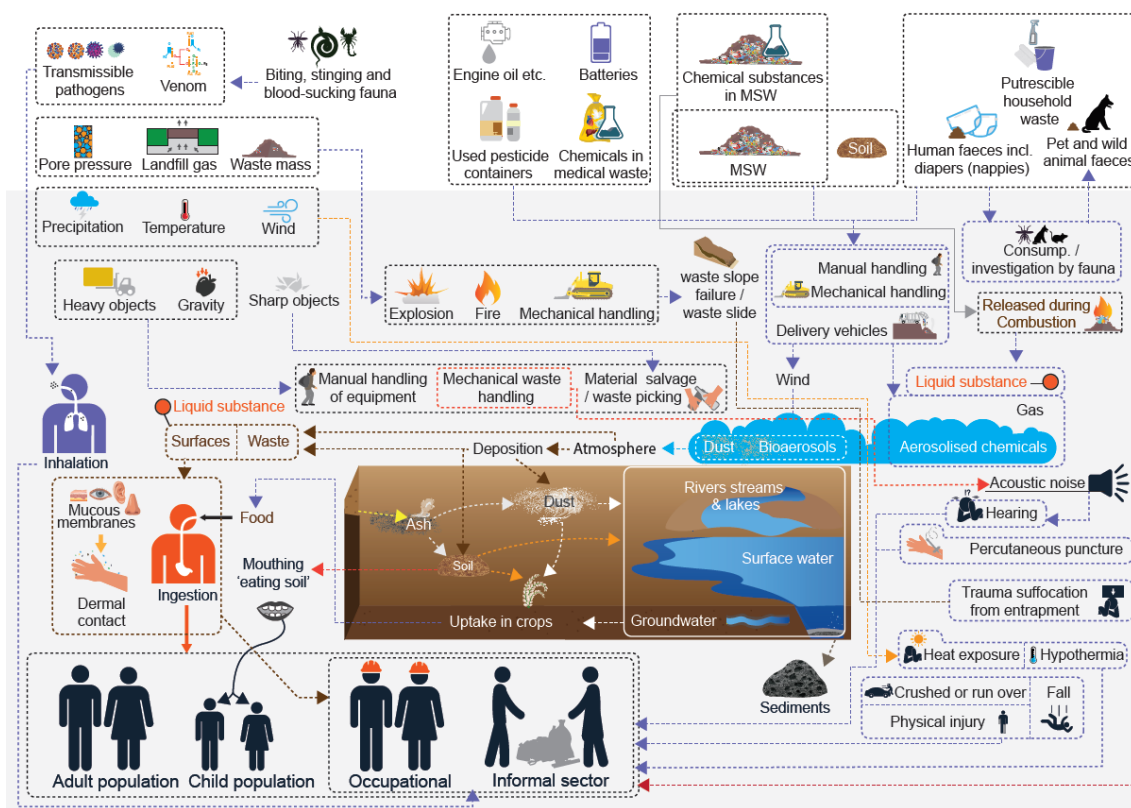 Transmissible
pathogens
Venom
Biting, stinging and
blood-sucking fauna
Engine oil etc.
Batteries
Used pesticide
containers
Chemicals in
medical waste
Chemical substances
in MSW
MSW
Soil
Putrescible
household
waste
Human faeces incl.
diapers (nappies)
Pet and wild
animal faeces
Pore pressure
Landfill gas
Waste mass
Precipitation
Temperature
Wind
Heavy objects
Gravity
Sharp objects
Explosion
Fire
Mechanical handling
waste slope
failure /
waste slide
Manual handling
Mechanical handling
Delivery vehicles
Consump. /
investigation by fauna
Released during
Combustion
Manual handling
of equipment
Mechanical waste
handling
Material salvage
/ waste picking
Wind
Liquid substance
Gas
Inhalation
Liquid substance
Surfaces
Waste
Deposition
Atmosphere
Dust
Bioaerosols
Aerosolised chemicals
Acoustic noise
!?
Hearing
Percutaneous puncture
Mucous
membranes
Food
Dermal
contact
Ingestion
Mouthing
‘eating soil’
Ash
Dust
Soil
Rivers streams
& lakes
Surface water
Uptake in crops
Groundwater
Trauma suffocation
from entrapment
Heat exposure
Hypothermia
Sediments
Crushed or run over
Fall
Physical injury
Adult population
Child population
Occupational
Informal sector